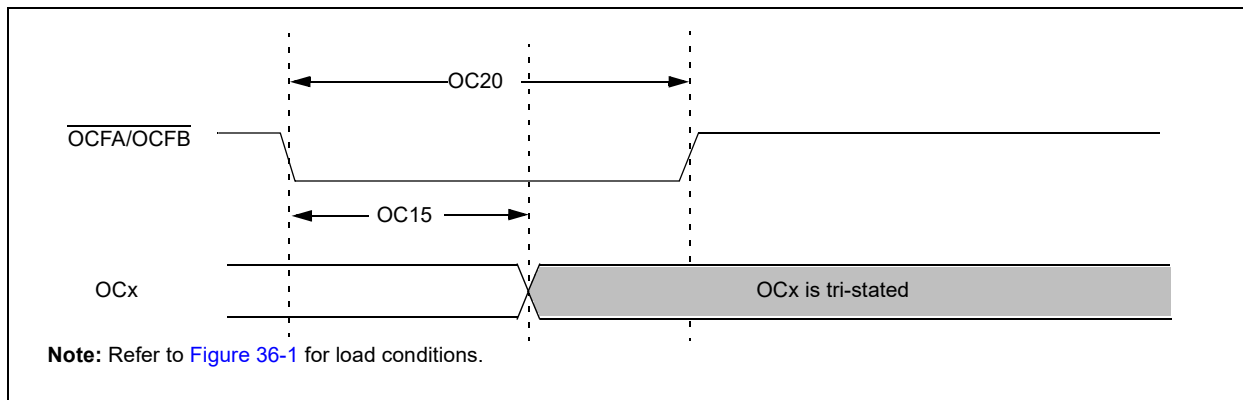 OC20
OCFA/OCFB
OC15
OCx
OCx is tri-stated
Note: Refer to Figure 36-1 for load conditions.